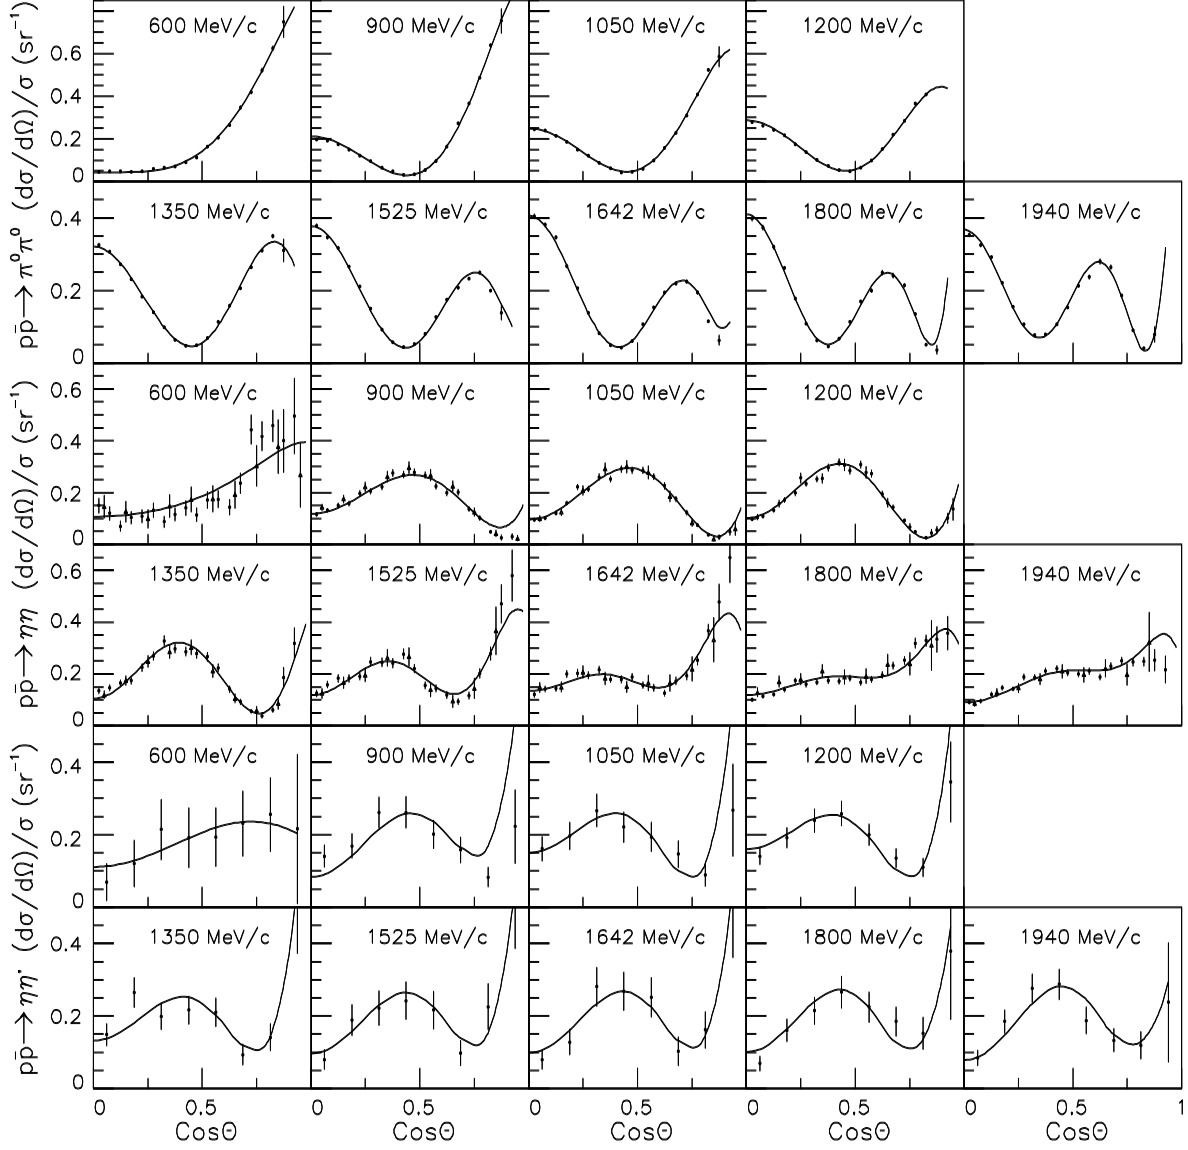 600 MeV/c 900 MeV/c 1050 MeV/c 1200 MeV/c
0.6
0.4
0.2
0
1350 MeV/c 1525 MeV/c 1642 MeV/c 1800 MeV/c 1940 MeV/c
0.4
0.2
0
pp̄→π⁰π⁰ (dσ/dΩ)/σ (sr⁻¹)
600 MeV/c 900 MeV/c 1050 MeV/c 1200 MeV/c
0.6
0.4
0.2
0
1350 MeV/c 1525 MeV/c 1642 MeV/c 1800 MeV/c 1940 MeV/c
0.6
0.4
0.2
0
pp̄→ηη (dσ/dΩ)/σ (sr⁻¹)
600 MeV/c 900 MeV/c 1050 MeV/c 1200 MeV/c
0.4
0.2
0
1350 MeV/c 1525 MeV/c 1642 MeV/c 1800 MeV/c 1940 MeV/c
0.4
0.2
0
pp̄→ηη' (dσ/dΩ)/σ (sr⁻¹)
0 0.5 0 0.5 0 0.5 0 0.5 0 0.5 1
CosΘ CosΘ CosΘ CosΘ CosΘ